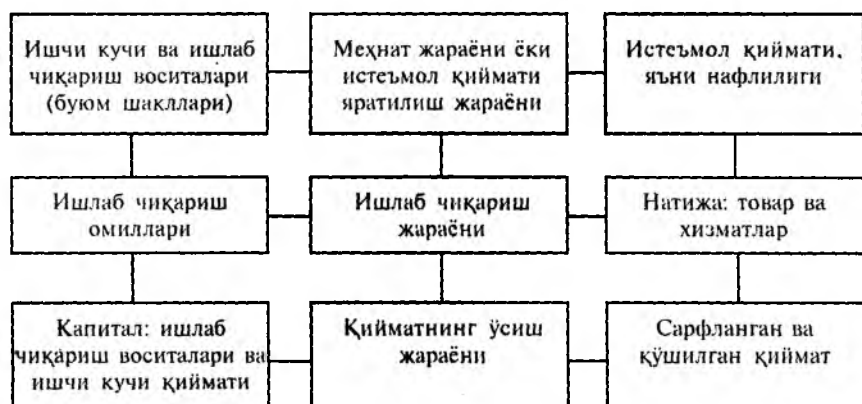 Ишчи кучи ва ишлаб
чиқариш воситалари
(буюм шакллари)
Меҳнат жараёни ёки
истеъмол қиймати
яратилиш жараёни
Истеъмол қиймати,
яъни нафлилиги
Ишлаб чиқариш
омиллари
Ишлаб чиқариш
жараёни
Натижа: товар ва
хизматлар
Капитал: ишлаб
чиқариш воситалари ва
ишчи кучи қиймати
Қийматнинг ўсиш
жараёни
Сарфланган ва
қўшилган қиймат